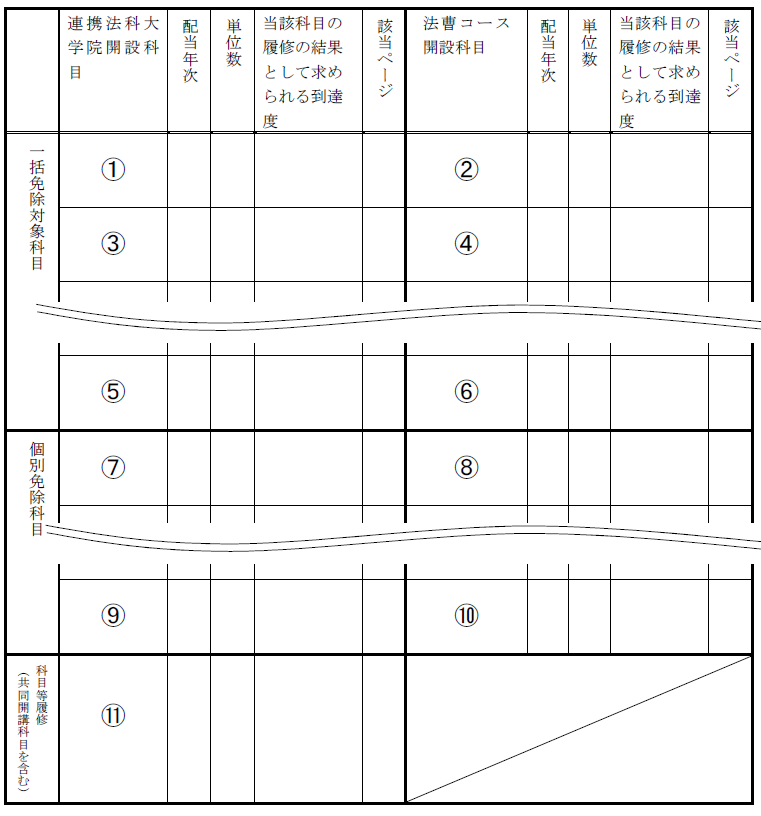 連携法科大
学院開設科
目
配当年次
単位数
当該科目の
履修の結果
として求め
られる到達
度
該当ページ
法曹コース
開設科目
配当年次
単位数
当該科目の
履修の結果
として求め
られる到達
度
該当ページ
一括免除対象科目
①
②
③
④
⑤
⑥
個別免除科目
⑦
⑧
⑨
⑩
科目等履修
(共同開講科目を含む)
⑪